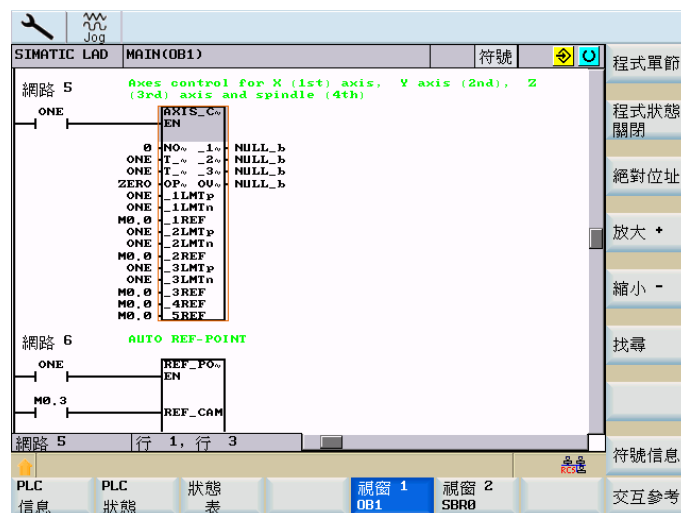 Jog
SIMATIC LAD MAIN(OB1) 符號
網路 5 Axes control for X (1st) axis, Y axis (2nd), Z
(3rd) axis and spindle (4th)
ONE AXIS_C~
EN
0 NO~ _1~ NULL_b
ONE T_~ _2~ NULL_b
ONE T_~ _3~ NULL_b
ZERO OP~ OV~ NULL_b
ONE _1LMTp
ONE _1LMTn
M0.0 _1REF
ONE _2LMTp
ONE _2LMTn
M0.0 _2REF
ONE _3LMTp
ONE _3LMTn
M0.0 _3REF
M0.0 _4REF
M0.0 _5REF
網路 6 AUTO REF-POINT
ONE REF_PO~
EN
M0.3
REF_CAM
網路 5 行 1, 行 3
程式單節
程式狀態
關閉
絕對位址
放大 +
縮小 -
找尋
符號信息
交互參考
RCS
PLC
信息
PLC
狀態
狀態
表
視窗 1
OB1
視窗 2
SBR0